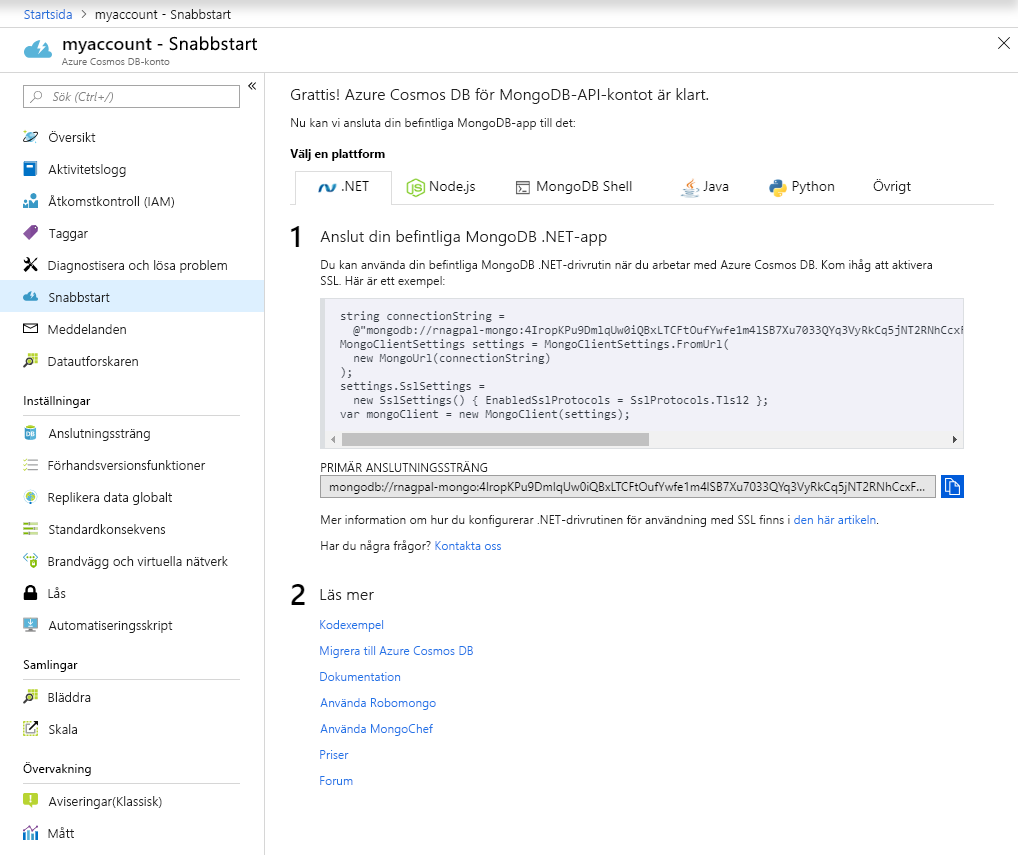 Startsida > myaccount - Snabbstart
myaccount - Snabbstart
Azure Cosmos DB-konto
Sök (Ctrl+/)
Översikt
Aktivitetslogg
Åtkomstkontroll (IAM)
Taggar
Diagnostisera och lösa problem
Snabbstart
Meddelanden
Datautforskaren
Inställningar
Anslutningssträng
Förhandsversionsfunktioner
Replikera data globalt
Standardkonsekvens
Brandvägg och virtuella nätverk
Lås
Automatiseringsskript
Samlingar
Bläddra
Skala
Övervakning
Aviseringar(Klassisk)
Mått
Grattis! Azure Cosmos DB för MongoDB-API-kontot är klart.
Nu kan vi ansluta din befintliga MongoDB-app till det:
Välj en plattform
.NET Node.js MongoDB Shell Java Python Övrigt
1 Anslut din befintliga MongoDB .NET-app
Du kan använda din befintliga MongoDB .NET-drivrutin när du arbetar med Azure Cosmos DB. Kom ihåg att aktivera
SSL. Här är ett exempel:
string connectionString =
@"mongodb://rnagpal-mongo:4IropKPu9DmlqUw0iQBxLTCFtOufYwfe1m4lSB7Xu7033QYq3VyRkCq5jNT2RNhCcxF
MongoClientSettings settings = MongoClientSettings.FromUrl(
new MongoUrl(connectionString)
);
settings.SslSettings =
new SslSettings() { EnabledSslProtocols = SslProtocols.Tls12 };
var mongoClient = new MongoClient(settings);
PRIMÄR ANSLUTNINGSSTRÄNG
mongodb://rnagpal-mongo:4IropKPu9DmlqUw0iQBxLTCFtOufYwfe1m4lSB7Xu7033QYq3VyRkCq5jNT2RNhCcxF...
Mer information om hur du konfigurerar .NET-drivrutinen för användning med SSL finns i den här artikeln.
Har du några frågor? Kontakta oss
2 Läs mer
Kodexempel
Migrera till Azure Cosmos DB
Dokumentation
Använda Robomongo
Använda MongoChef
Priser
Forum